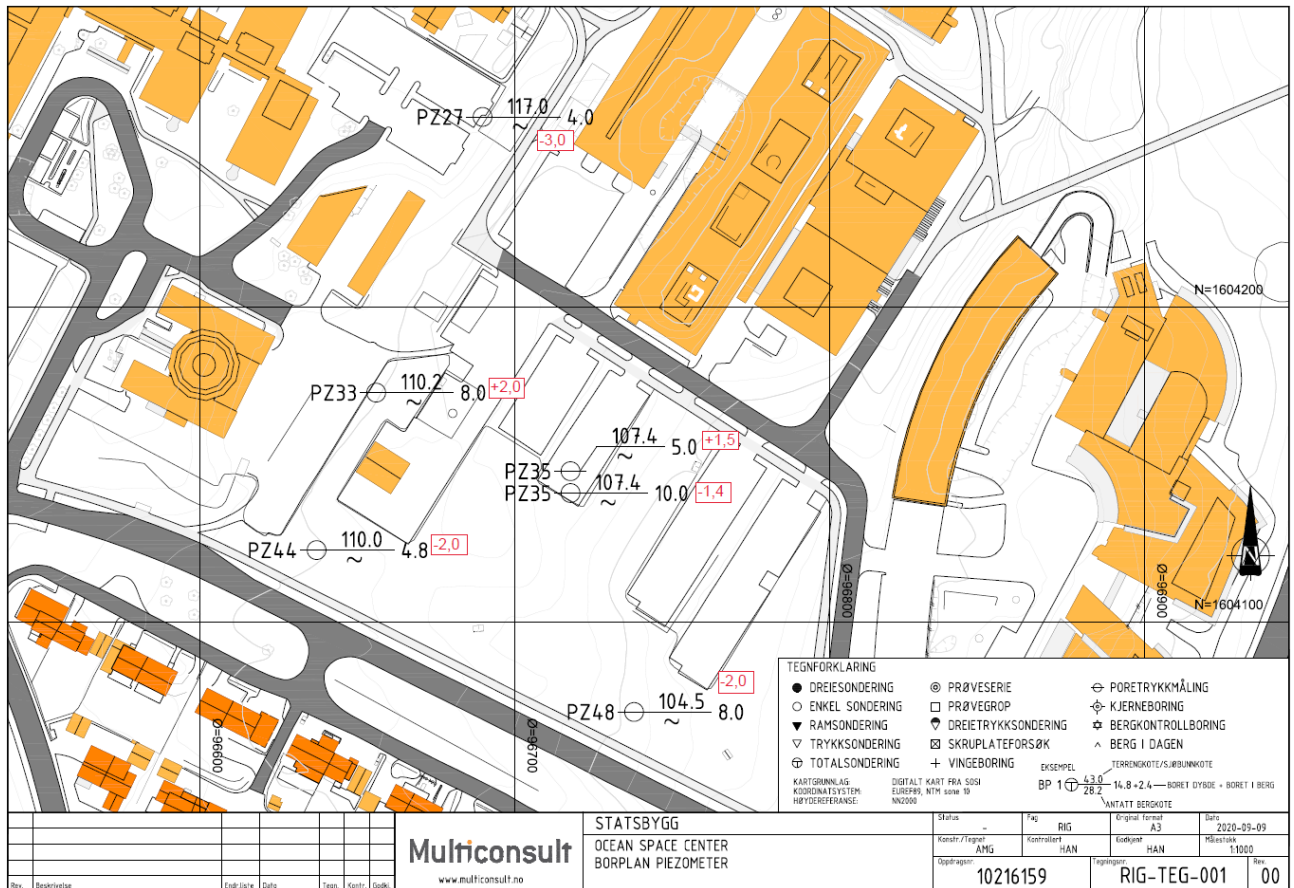 PZ27 117.0 4.0
~
-3,0
N=1604200
PZ33 110.2 8.0 +2,0
~
107.4 5.0 +1,5
~
PZ35
PZ35 107.4 10.0 -1,4
~
PZ44 110.0 4.8 -2,0
~
N
Ø=96800
Ø=96900
N=1604100
-2,0
PZ48 104.5 8.0
~
Ø=96600
Ø=96700
TEGNFORKLARING
DREIESONDERING
PRØVESERIE
PORETRYKKMÅLING
ENKEL SONDERING
PRØVEGROP
KJERNEBORING
RAMSONDERING
DREIETRYKKSONDERING
BERGKONTROLLBORING
TRYKKSONDERING
SKRUPLATEFORSØK
BERG I DAGEN
TOTALSONDERING
VINGEBORING
EKSEMPEL
TERRENGKOTE/SJØBUNNKOTE
BP 1 43.0 14.8+2.4 BORET DYBDE + BORET I BERG
28.2
ANTATT BERGKOTE
KARTGRUNNLAG: DIGITALT KART FRA SOSI
KOORDINATSYSTEM: EUREF89, NTM sone 10
HØYDEREFERANSE: NN2000
Rev. Beskrivelse Endr.liste Dato Tegn. Kontr. Godkj.
Multiconsult
www.multiconsult.no
STATSBYGG
OCEAN SPACE CENTER
BORPLAN PIEZOMETER
Status Fag Original format Dato
- RIG A3 2020-09-09
Konstr./Tegnet Kontrollert Godkjent Målestokk
AMG HAN HAN 1:1000
Oppdragsnr. Tegningsnr. Rev.
10216159 RIG-TEG-001 00